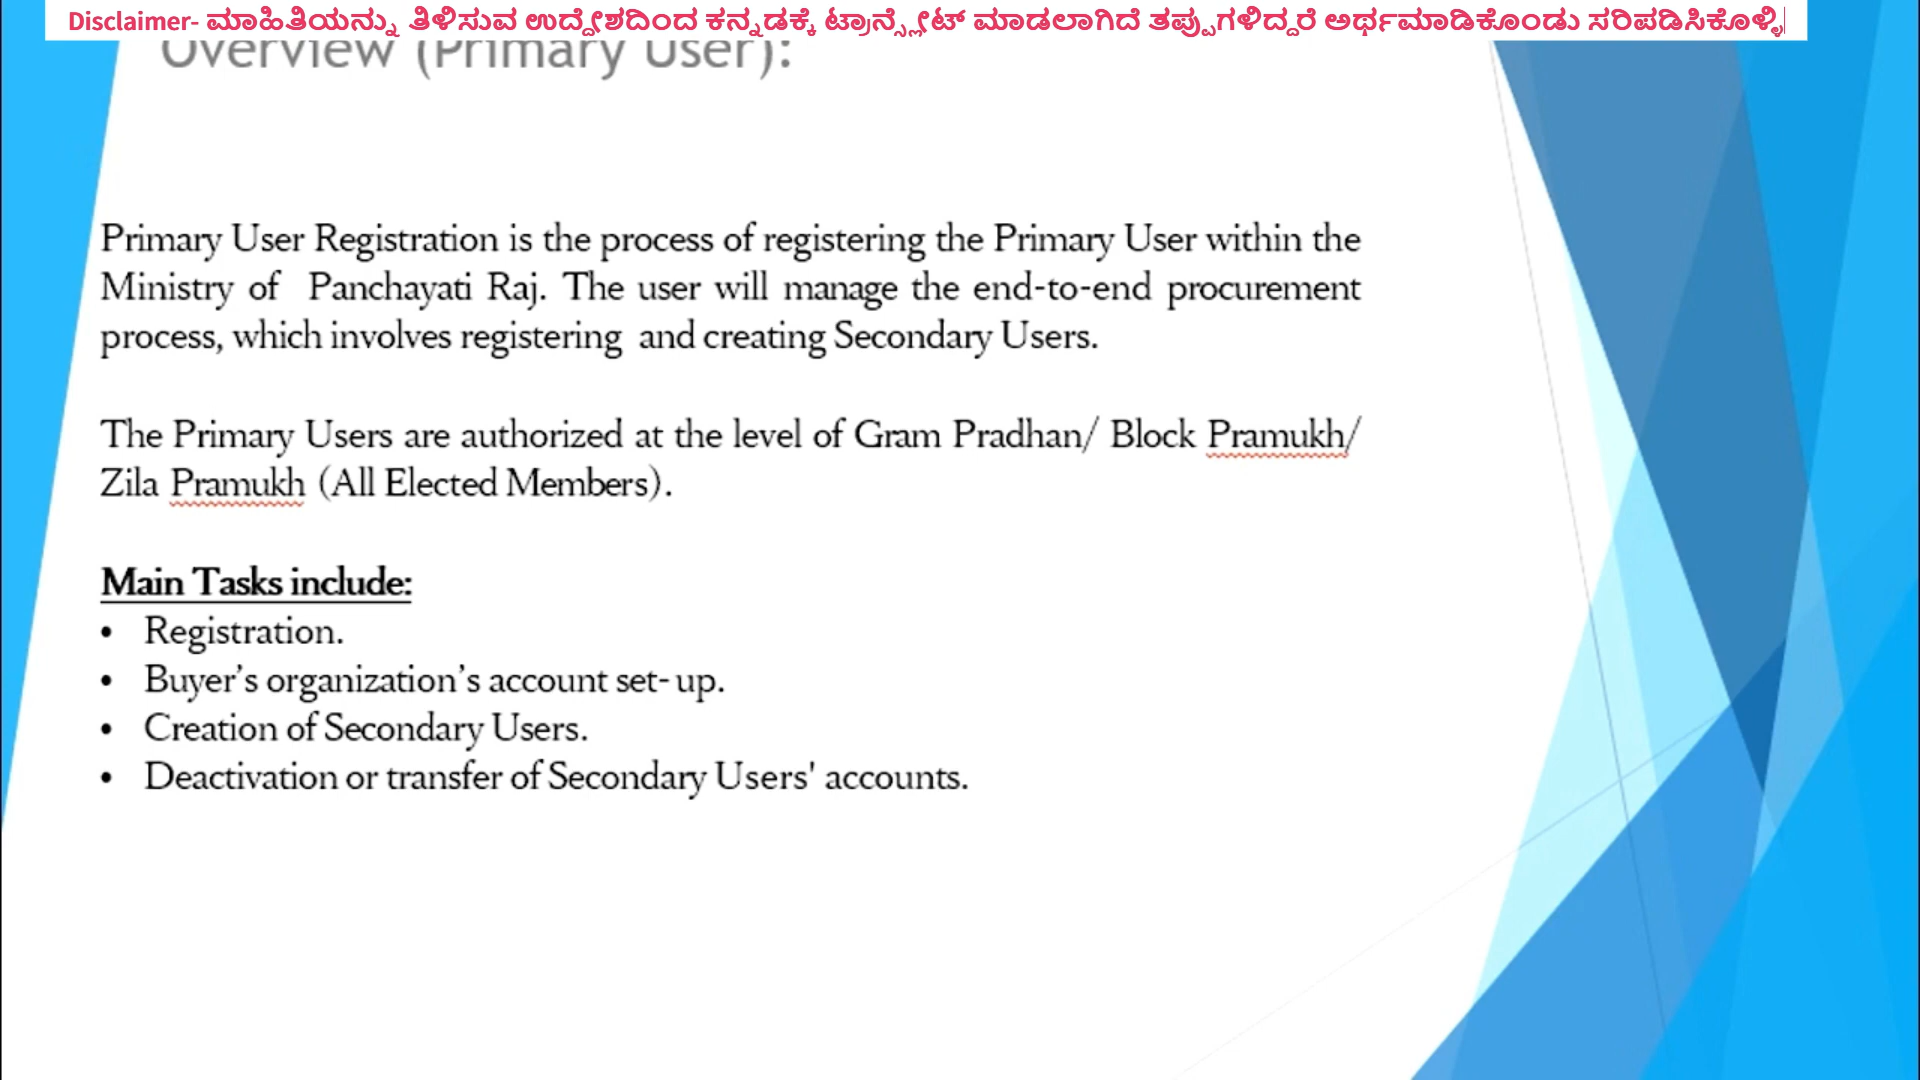 Disclaimer- ಮಾಹಿತಿಯನ್ನು ತಿಳಿಸುವ ಉದ್ದೇಶದಿಂದ ಕನ್ನಡಕ್ಕೆ ಟ್ರಾನ್ಸ್ಲೇಟ್ ಮಾಡಲಾಗಿದೆ ತಪ್ಪುಗಳಿದ್ದರೆ ಅರ್ಥಮಾಡಿಕೊಂಡು ಸರಿಪಡಿಸಿಕೊಳ್ಳಿ
Overview (Primary User):
Primary User Registration is the process of registering the Primary User within the
Ministry of Panchayati Raj. The user will manage the end-to-end procurement
process, which involves registering and creating Secondary Users.
The Primary Users are authorized at the level of Gram Pradhan/ Block Pramukh/
Zila Pramukh (All Elected Members).
Main Tasks include:
• Registration.
• Buyer’s organization’s account set- up.
• Creation of Secondary Users.
• Deactivation or transfer of Secondary Users' accounts.